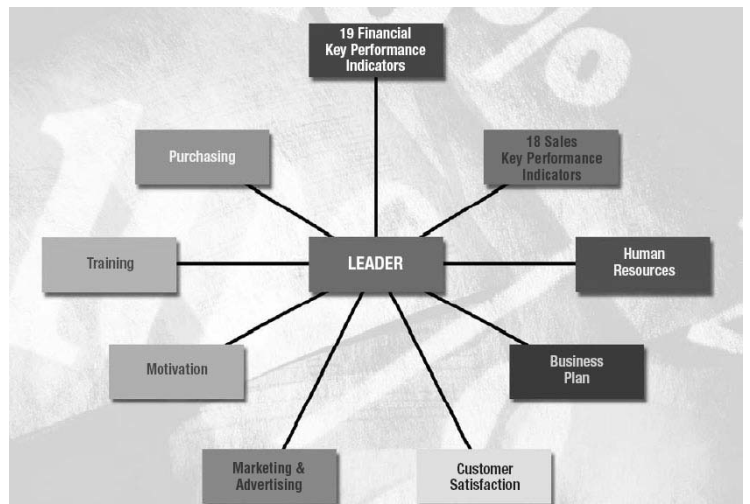 19 Financial
Key Performance
Indicators
Purchasing
18 Sales
Key Performance
Indicators
Training
LEADER
Human
Resources
Motivation
Business
Plan
Marketing &
Advertising
Customer
Satisfaction